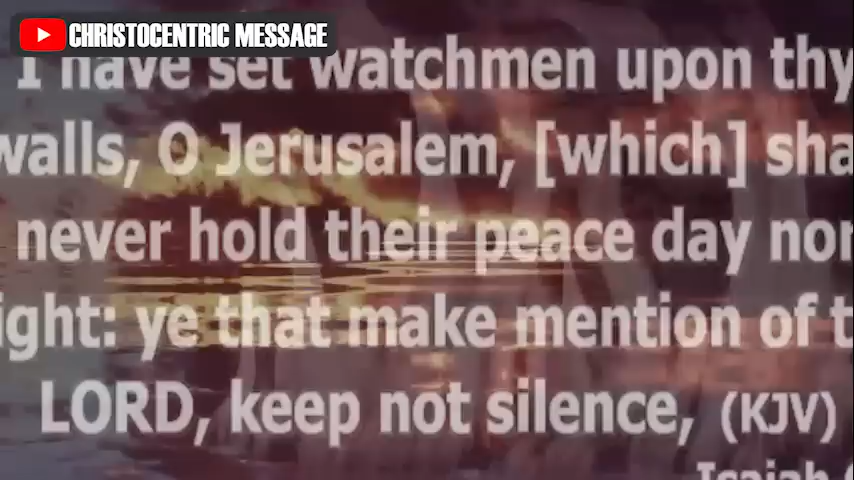 CHRISTOCENTRIC MESSAGE
I have set watchmen upon thy
walls, O Jerusalem, [which] sha
never hold their peace day nor
ight: ye that make mention of t
LORD, keep not silence, (KJV)
Isaiah